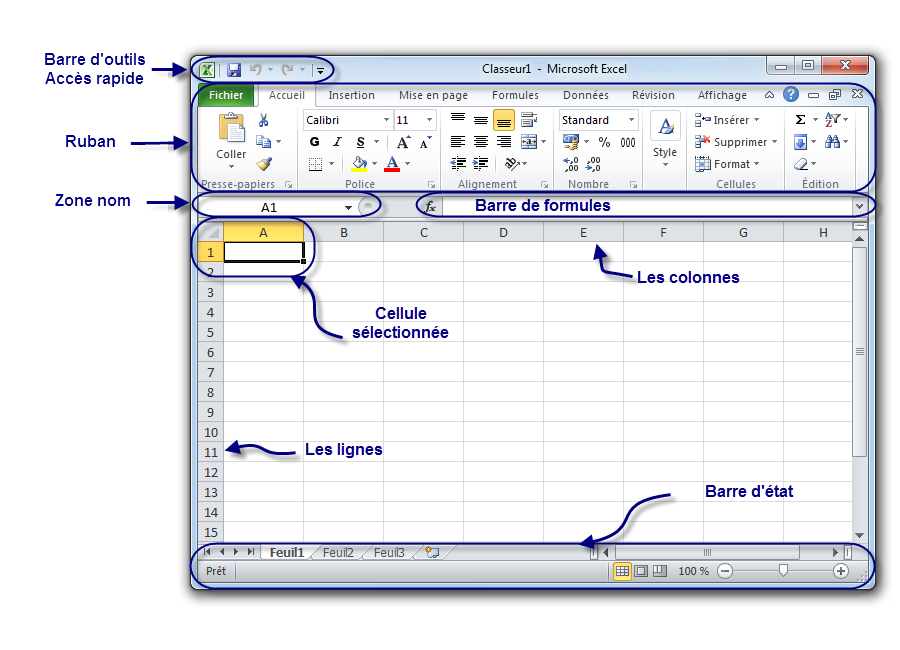 Barre d'outils
Accès rapide
Classeur1 - Microsoft Excel
Fichier Accueil Insertion Mise en page Formules Données Révision Affichage
Ruban
Coller
Calibri 11
G I S
Standard
% 000
Style
Insérer
Supprimer
Format
Σ
Presse-papiers Police Alignement Nombre Cellules Édition
Zone nom
A1
fx
Barre de formules
A B C D E F G H
1
2
Les colonnes
3
4
Cellule
sélectionnée
5
6
7
8
9
10
11
Les lignes
12
13
Barre d'état
14
15
Feuil1 Feuil2 Feuil3
Prêt
100 %